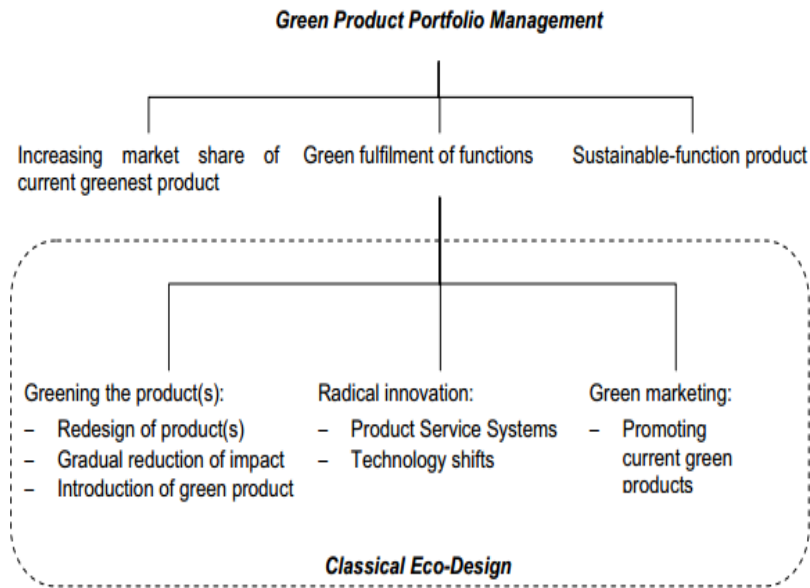 Green Product Portfolio Management
Increasing market share of
current greenest product
Green fulfilment of functions
Sustainable-function product
Greening the product(s):
– Redesign of product(s)
– Gradual reduction of impact
– Introduction of green product
Radical innovation:
– Product Service Systems
– Technology shifts
Green marketing:
– Promoting
current green
products
Classical Eco-Design